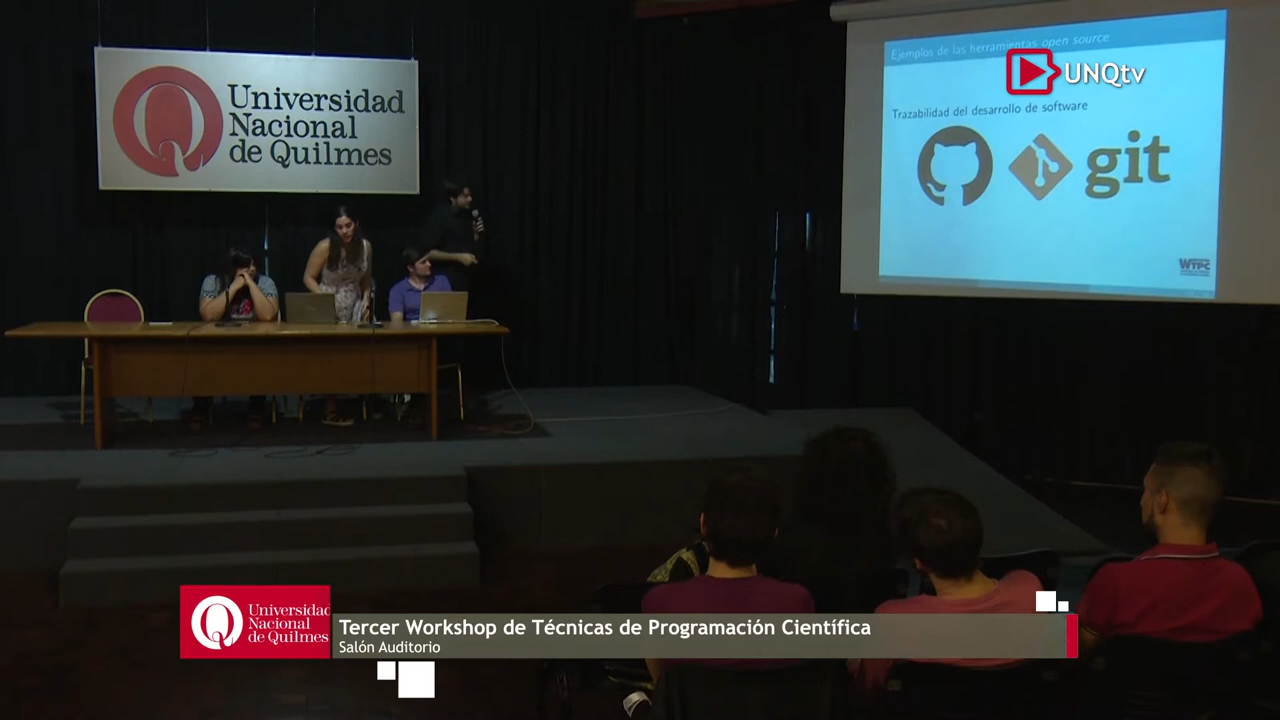 Universidad
Nacional
de Quilmes
Ejemplos de las herramientas open source
UNQtv
Trazabilidad del desarrollo de software
git
WTPC
Universidad
Nacional
de Quilmes
Tercer Workshop de Técnicas de Programación Científica
Salón Auditorio